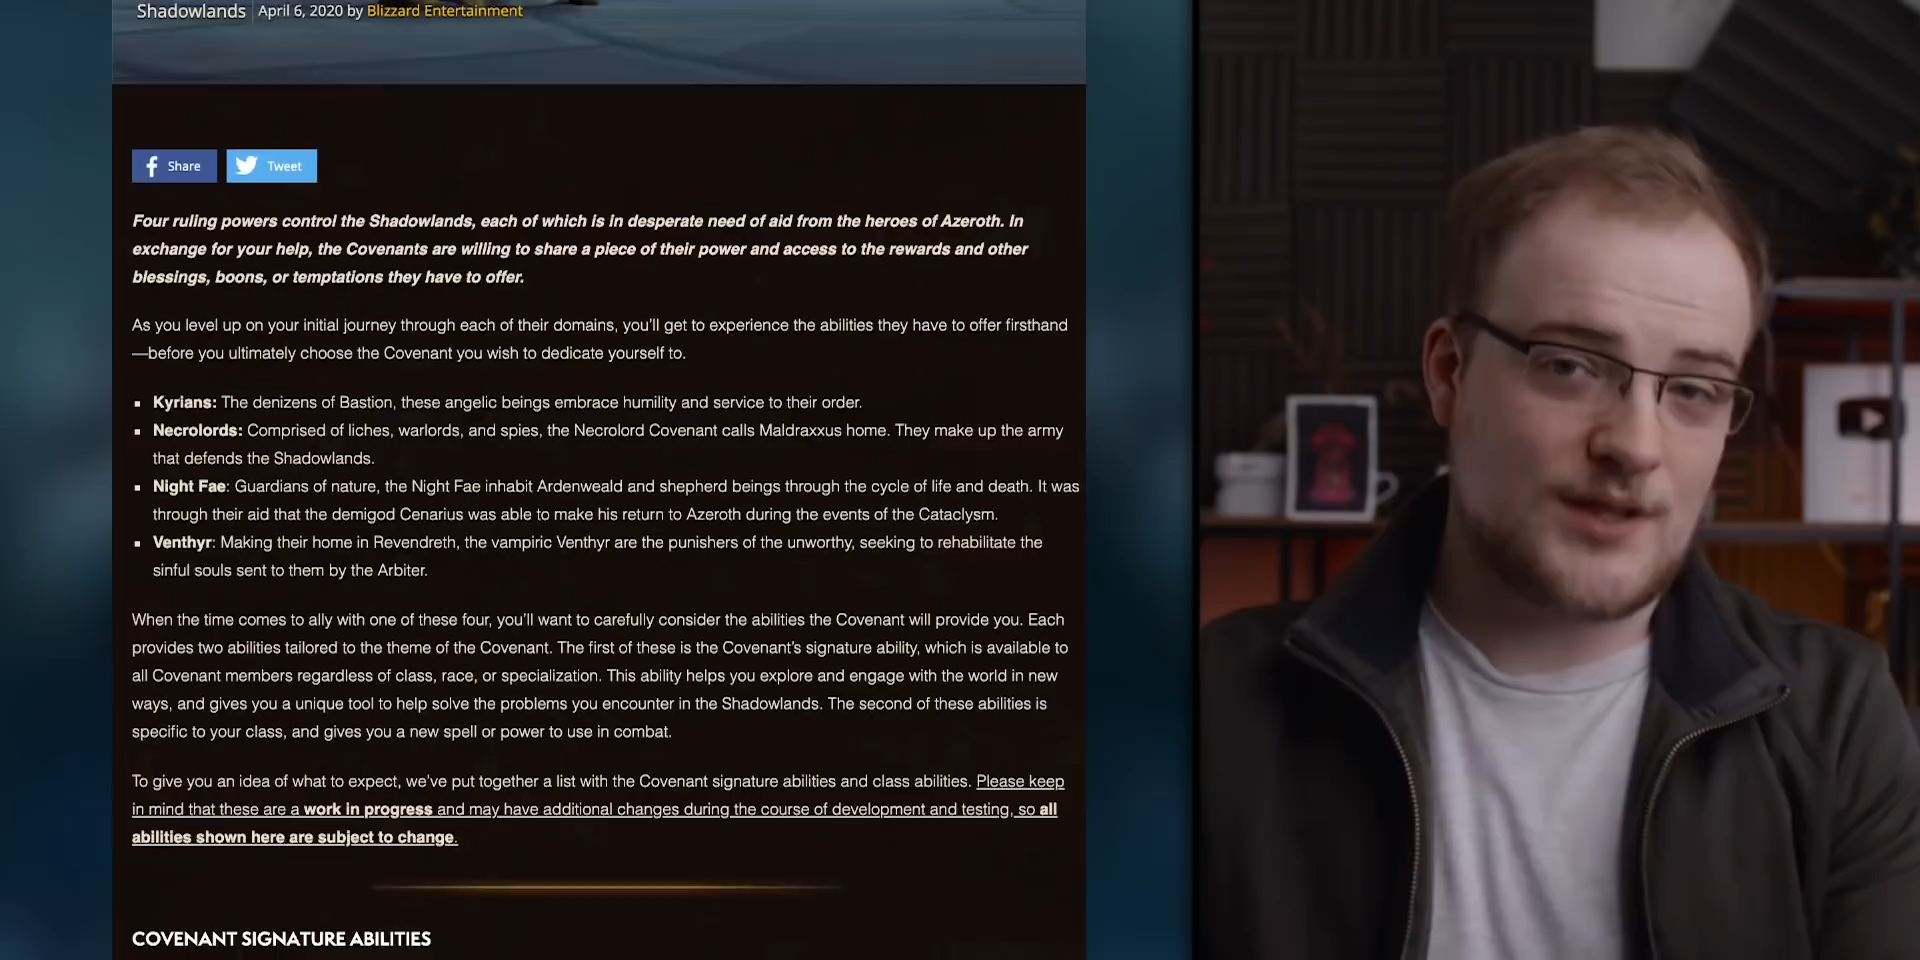 Shadowlands April 6, 2020 by Blizzard Entertainment
Share Tweet
Four ruling powers control the Shadowlands, each of which is in desperate need of aid from the heroes of Azeroth. In
exchange for your help, the Covenants are willing to share a piece of their power and access to the rewards and other
blessings, boons, or temptations they have to offer.
As you level up on your initial journey through each of their domains, you'll get to experience the abilities they have to offer firsthand
—before you ultimately choose the Covenant you wish to dedicate yourself to.
▪ Kyrians: The denizens of Bastion, these angelic beings embrace humility and service to their order.
▪ Necrolords: Comprised of liches, warlords, and spies, the Necrolord Covenant calls Maldraxxus home. They make up the army
that defends the Shadowlands.
▪ Night Fae: Guardians of nature, the Night Fae inhabit Ardenweald and shepherd beings through the cycle of life and death. It was
through their aid that the demigod Cenarius was able to make his return to Azeroth during the events of the Cataclysm.
▪ Venthyr: Making their home in Revendreth, the vampiric Venthyr are the punishers of the unworthy, seeking to rehabilitate the
sinful souls sent to them by the Arbiter.
When the time comes to ally with one of these four, you'll want to carefully consider the abilities the Covenant will provide you. Each
provides two abilities tailored to the theme of the Covenant. The first of these is the Covenant's signature ability, which is available to
all Covenant members regardless of class, race, or specialization. This ability helps you explore and engage with the world in new
ways, and gives you a unique tool to help solve the problems you encounter in the Shadowlands. The second of these abilities is
specific to your class, and gives you a new spell or power to use in combat.
To give you an idea of what to expect, we've put together a list with the Covenant signature abilities and class abilities. Please keep
in mind that these are a work in progress and may have additional changes during the course of development and testing, so all
abilities shown here are subject to change.
COVENANT SIGNATURE ABILITIES